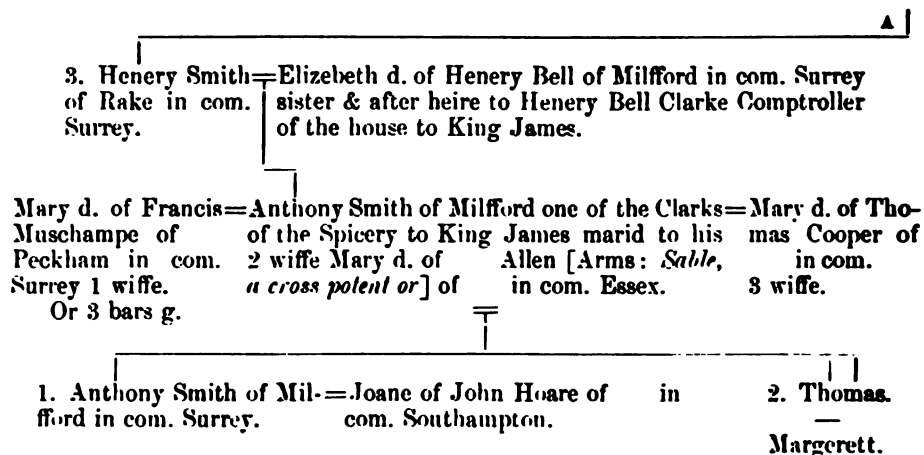 A
3. Henery Smith=Elizebeth d. of Henery Bell of Milfford in com. Surrey
of Rake in com. sister & after heire to Henery Bell Clarke Comptroller
Surrey. of the house to King James.
Mary d. of Francis=Anthony Smith of Milfford one of the Clarks=Mary d. of Tho-
Muschampe of of the Spicery to King James marid to his mas Cooper of
Peckham in com. 2 wiffe Mary d. of Allen [Arms: Sable, in com.
Surrey 1 wiffe. a cross potent or] of in com. Essex. 3 wiffe.
Or 3 bars g.
1. Anthony Smith of Mil-=Joane of John Hoare of in 2. Thomas.
fford in com. Surrey. com. Southampton. —
Margerett.